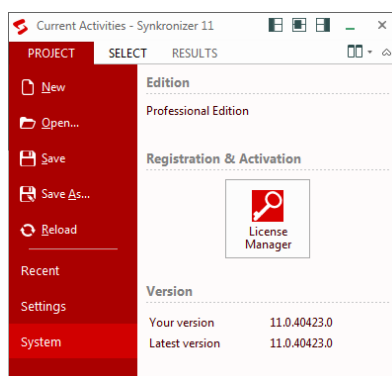 Current Activities - Synkronizer 11
PROJECT SELECT RESULTS
New
Open...
Save
Save As...
Reload
Recent
Settings
System
Edition
Professional Edition
Registration & Activation
License
Manager
Version
Your version 11.0.40423.0
Latest version 11.0.40423.0